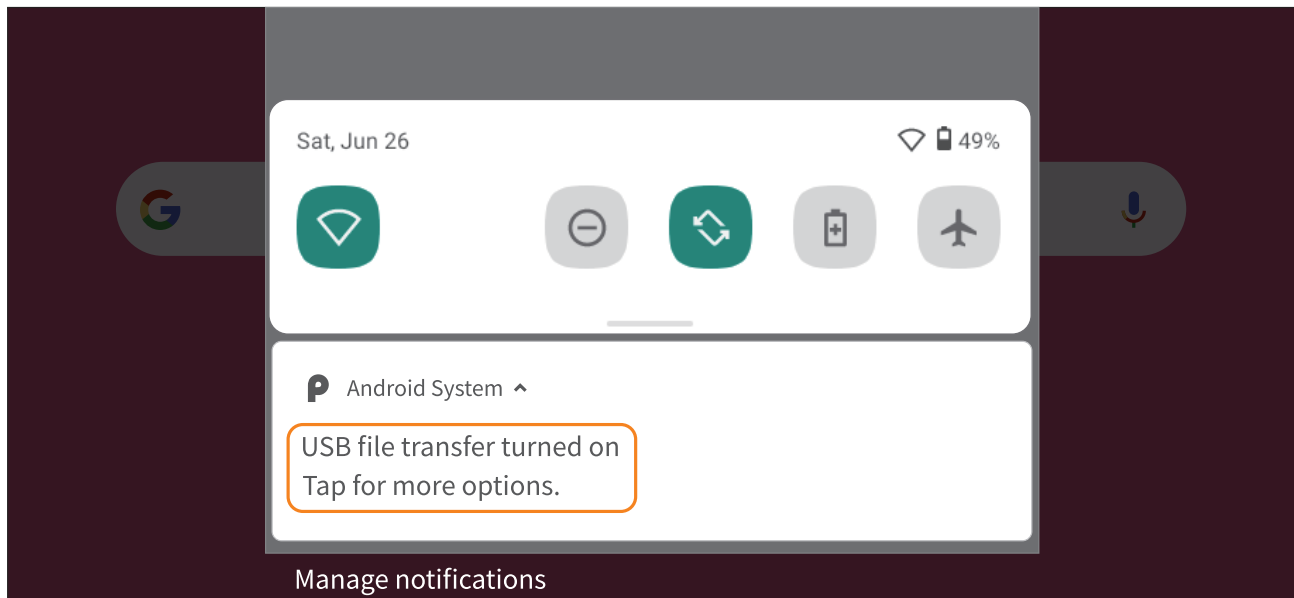 Sat, Jun 26 49%
Android System
USB file transfer turned on
Tap for more options.
Manage notifications